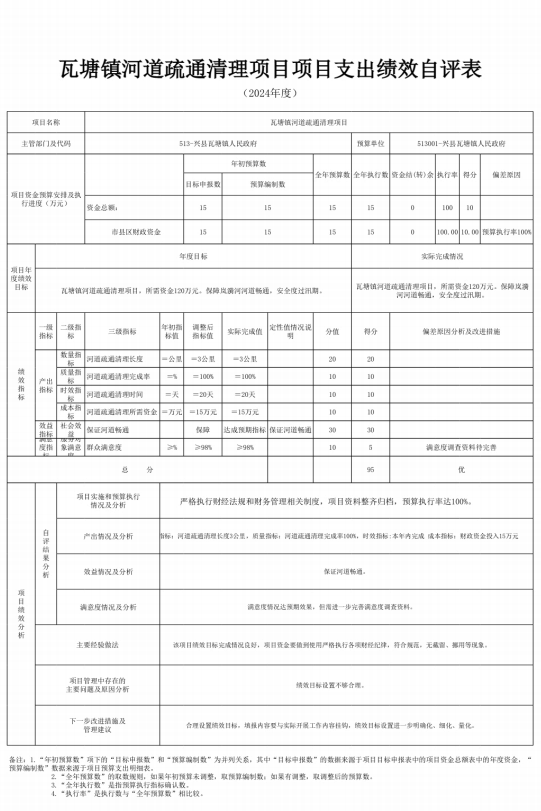 瓦塘镇河道疏通清理项目项目支出绩效自评表
（2024年度）
项目名称 瓦塘镇河道疏通清理项目
主管部门及代码 513-兴县瓦塘镇人民政府 预算单位 513001-兴县瓦塘镇人民政府
项目资金预算安排及执行进度（万元） 年初预算数 全年预算数 全年执行数 资金结(转)余 执行率 得分 偏差原因
目标申报数 预算编制数
资金总额: 15 15 15 15 0 100 10
市县区财政资金 15 15 15 15 0 100.00 10.00 预算执行率100%
项目年度绩效目标 年度目标 实际完成情况
瓦塘镇河道疏通清理项目，所需资金120万元。保障岚漪河河道畅通，安全度过汛期。 瓦塘镇河道疏通清理项目，所需资金120万元。保障岚漪河河道畅通，安全度过汛期。
绩效指标 一级指标 二级指标 三级指标 年初指标值 调整后指标值 实际完成值 定性值情况说明 分值 得分 偏差原因分析及改进措施
产出指标 数量指标 河道疏通清理长度 =公里 =3公里 =3公里 20 20
质量指标 河道疏通清理完成率 =% =100% =100% 10 10
时效指标 河道疏通清理时间 =天 =20天 =20天 10 10
成本指标 河道疏通清理所需资金 =万元 =15万元 =15万元 10 10
效益指标 社会效益 保证河道畅通 保障 达成预期指标 保证河道畅通 30 30
满意度指标 服务对象满意度 群众满意度 ≥% ≥98% ≥98% 10 5 满意度调查资料待完善
总 分 95 优
项目绩效分析 自评结果分析 项目实施和预算执行情况及分析 严格执行财经法规和财务管理相关制度，项目资料整齐归档，预算执行率达100%。
产出情况及分析 指标：河道疏通清理长度3公里，质量指标：河道疏通清理完成率100%，时效指标:本年内完成 成本指标：财政资金投入15万元
效益情况及分析 保证河道畅通。
满意度情况及分析 满意度情况达预期效果，但需进一步完善满意度调查资料。
主要经验做法 该项目绩效目标完成情况良好，项目资金要做到使用严格执行各项财经纪律，符合规范，无截留、挪用等现象。
项目管理中存在的主要问题及原因分析 绩效目标设置不够合理。
下一步改进措施及管理建议 合理设置绩效目标，填报内容要与实际开展工作内容挂钩，绩效目标设置进一步明确化、细化、量化。
备注：1.“年初预算数”项下的“目标申报数”和“预算编制数”为并列关系，其中“目标申报数”的数据来源于项目目标申报表中的项目资金总额表中的年度资金，“
预算编制数”数据来源于项目预算支出明细表。
2.“全年预算数”的取数规则，如果年初预算未调整，取预算编制数；如果有调整，取调整后的预算数。
3.“全年执行数”是指预算执行指标确认数。
4.“执行率”是执行数与“全年预算数”相比较。